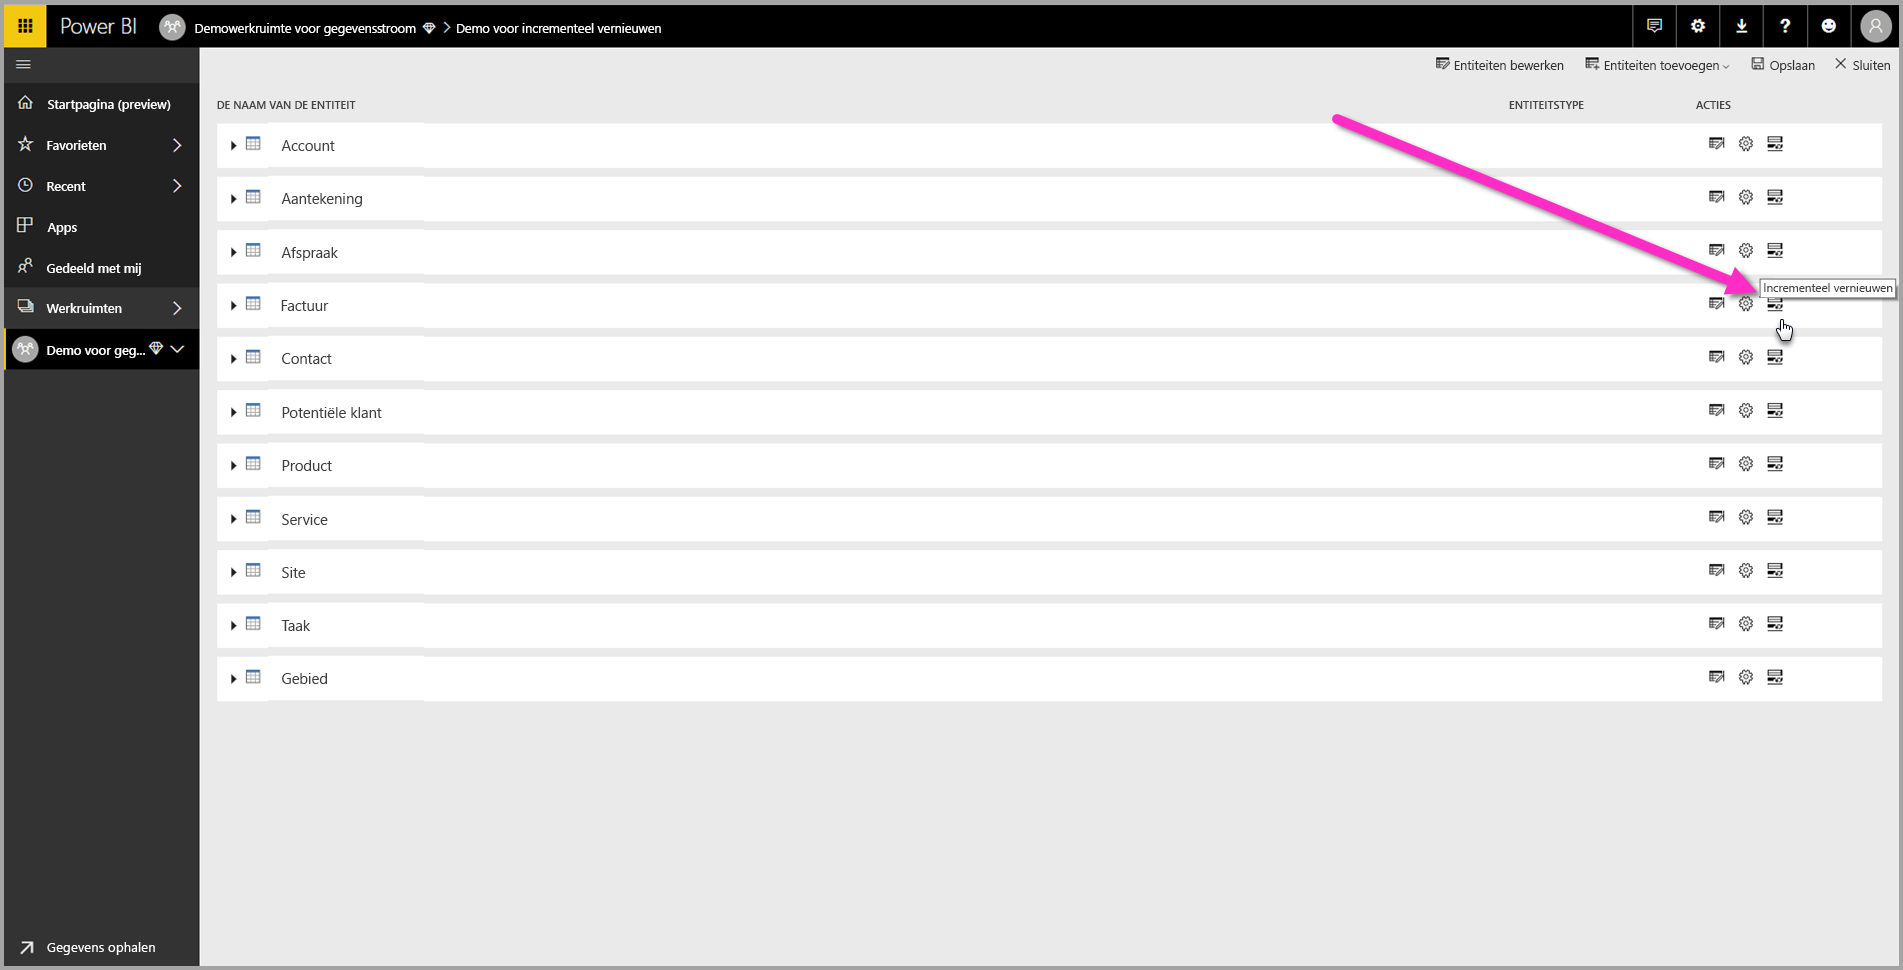 Power BI
Demowerkruimte voor gegevensstroom
Demo voor incrementeel vernieuwen
?
Entiteiten bewerken
Entiteiten toevoegen
Opslaan
Sluiten
Startpagina (preview)
Favorieten
Recent
Apps
Gedeeld met mij
Werkruimten
Demo voor geg...
Gegevens ophalen
DE NAAM VAN DE ENTITEIT
ENTITEITSTYPE
ACTIES
Account
Aantekening
Afspraak
Incrementeel vernieuwen
Factuur
Contact
Potentiële klant
Product
Service
Site
Taak
Gebied